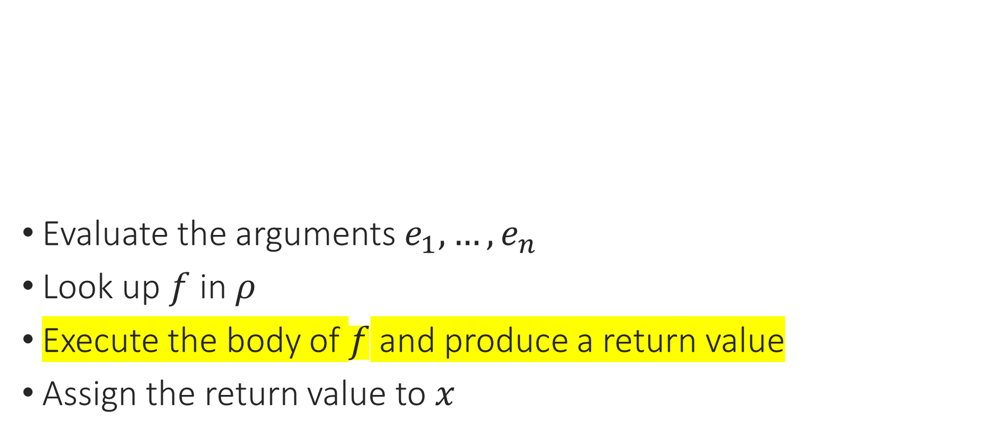 • Evaluate the arguments e₁, … , eₙ
• Look up f in ρ
• Execute the body of f and produce a return value
• Assign the return value to x